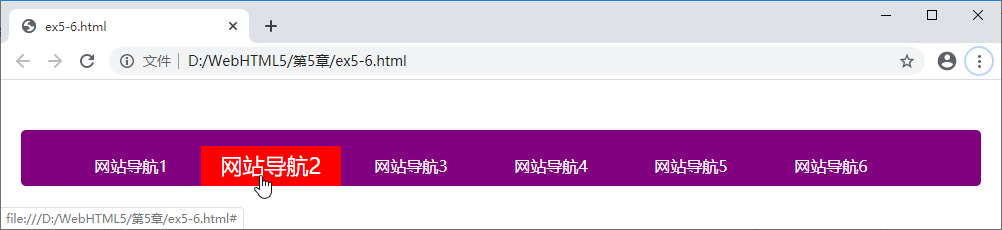 ex5-6.html
文件 D:/WebHTML5/第5章/ex5-6.html
网站导航1 网站导航2 网站导航3 网站导航4 网站导航5 网站导航6
file:///D:/WebHTML5/第5章/ex5-6.html#